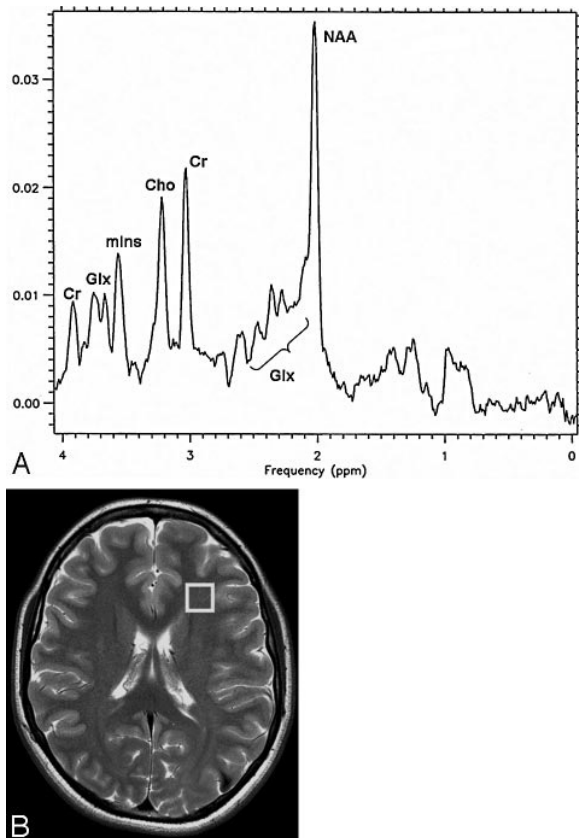 NAA
0.03
0.02
Cr
Cho
mIns
Glx
Cr
0.01
Glx
0.00
4
3
2
1
0
Frequency (ppm)
A
B